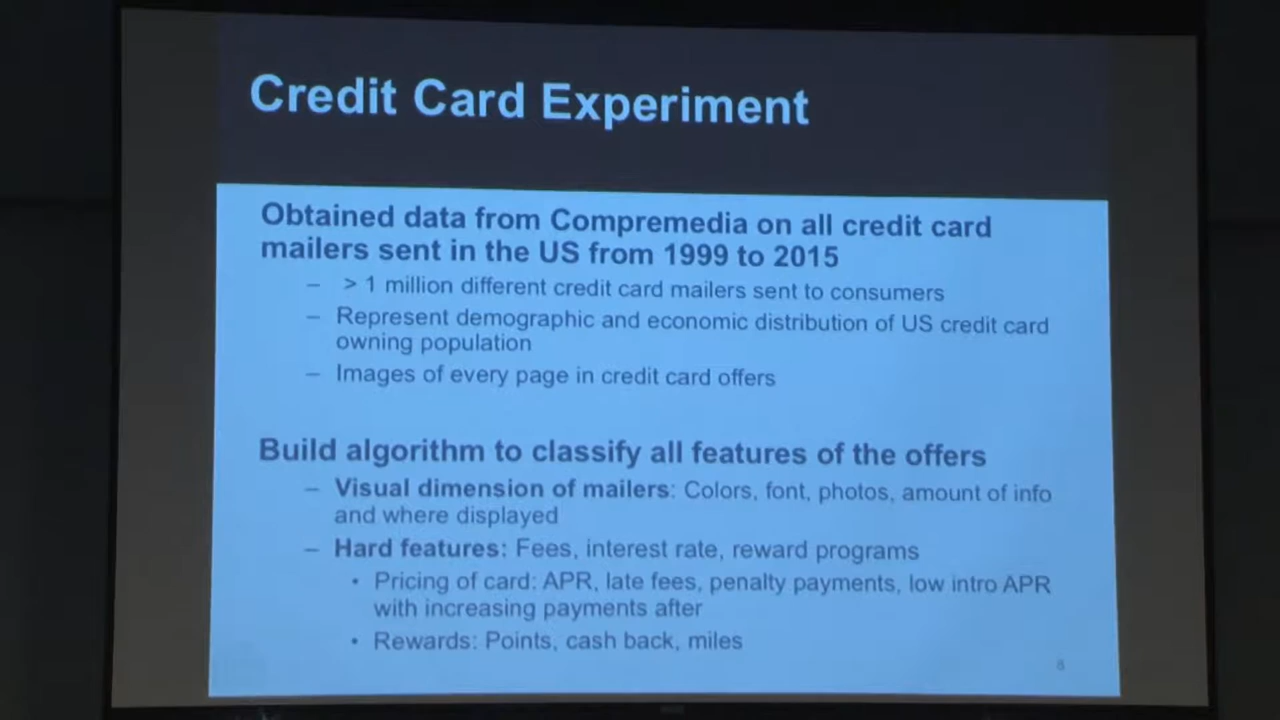 Credit Card Experiment
Obtained data from Compremedia on all credit card
mailers sent in the US from 1999 to 2015
– > 1 million different credit card mailers sent to consumers
– Represent demographic and economic distribution of US credit card
owning population
– Images of every page in credit card offers
Build algorithm to classify all features of the offers
– Visual dimension of mailers: Colors, font, photos, amount of info
and where displayed
– Hard features: Fees, interest rate, reward programs
• Pricing of card: APR, late fees, penalty payments, low intro APR
with increasing payments after
• Rewards: Points, cash back, miles
8